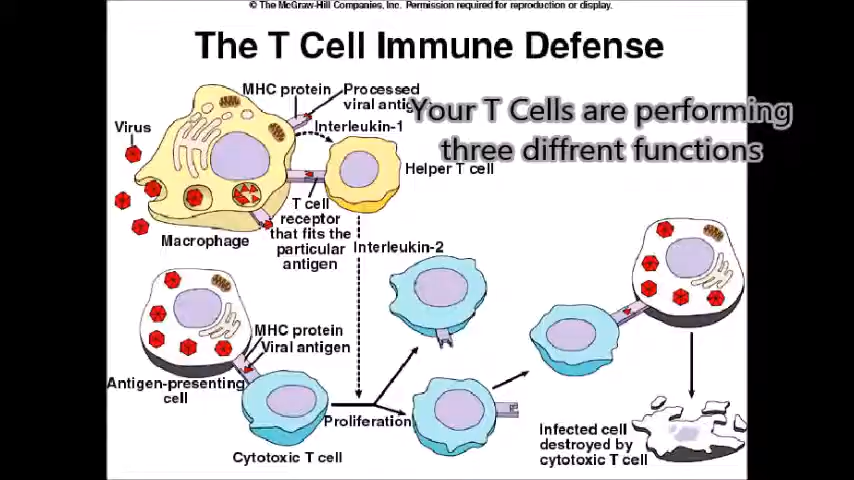 © The McGraw-Hill Companies, Inc. Permission required for reproduction or display.
The T Cell Immune Defense
MHC protein
Processed
viral antig
Your T Cells are performing
three diffrent functions
Virus
Interleukin-1
Helper T cell
T cell
receptor
that fits the
particular
antigen
Macrophage
Interleukin-2
MHC protein
Viral antigen
Antigen-presenting
cell
Proliferation
Cytotoxic T cell
Infected cell
destroyed by
cytotoxic T cell